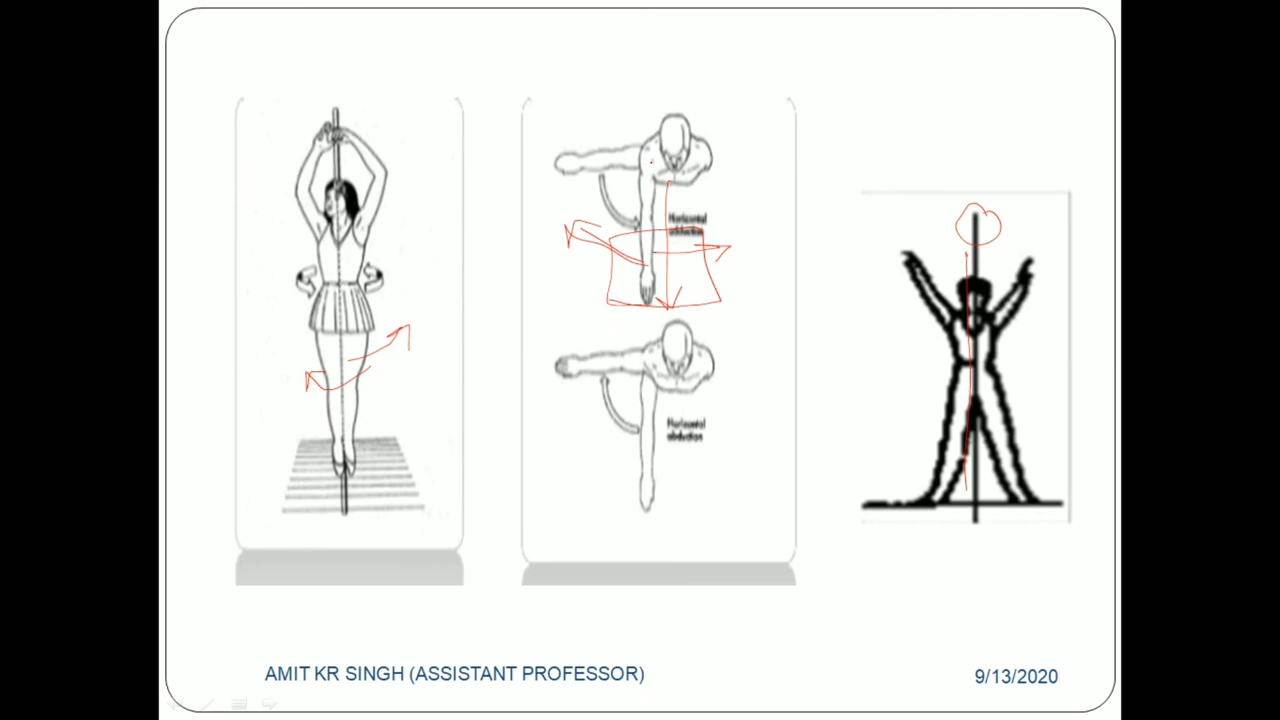 Horizontal
adduction
Horizontal
abduction
AMIT KR SINGH (ASSISTANT PROFESSOR)
9/13/2020